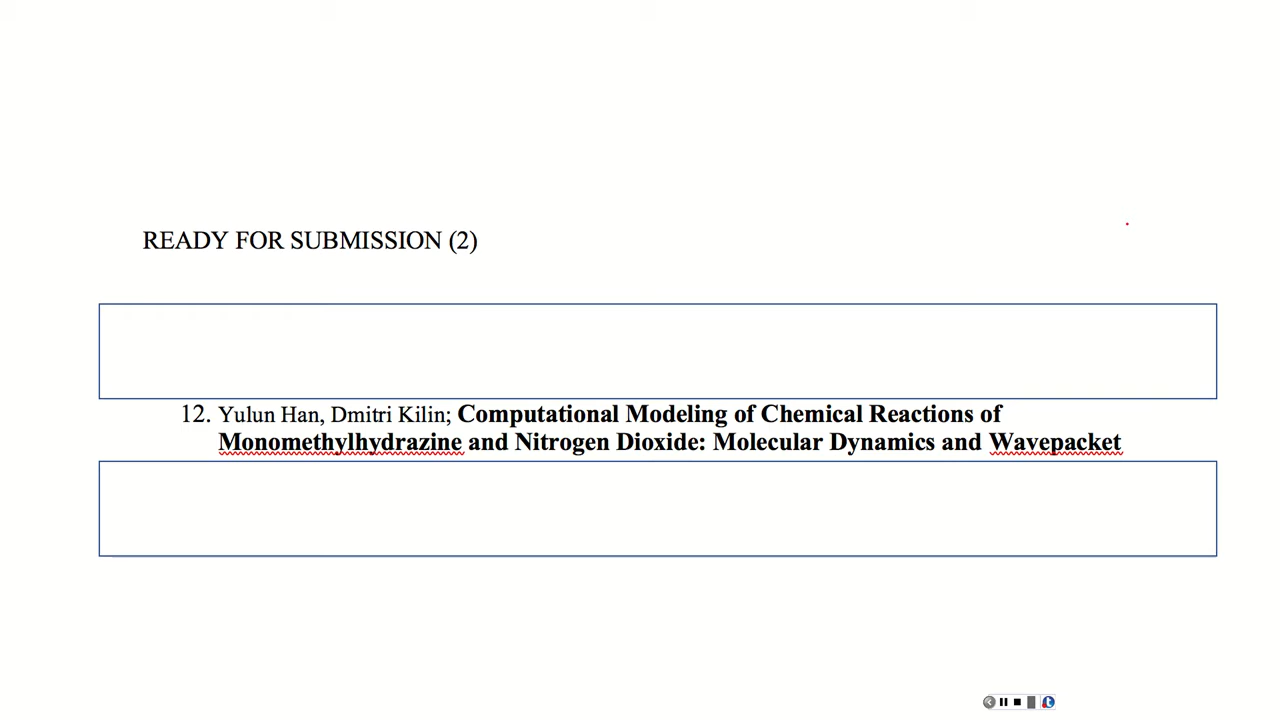 READY FOR SUBMISSION (2)
12. Yulun Han, Dmitri Kilin; Computational Modeling of Chemical Reactions of
Monomethylhydrazine and Nitrogen Dioxide: Molecular Dynamics and Wavepacket